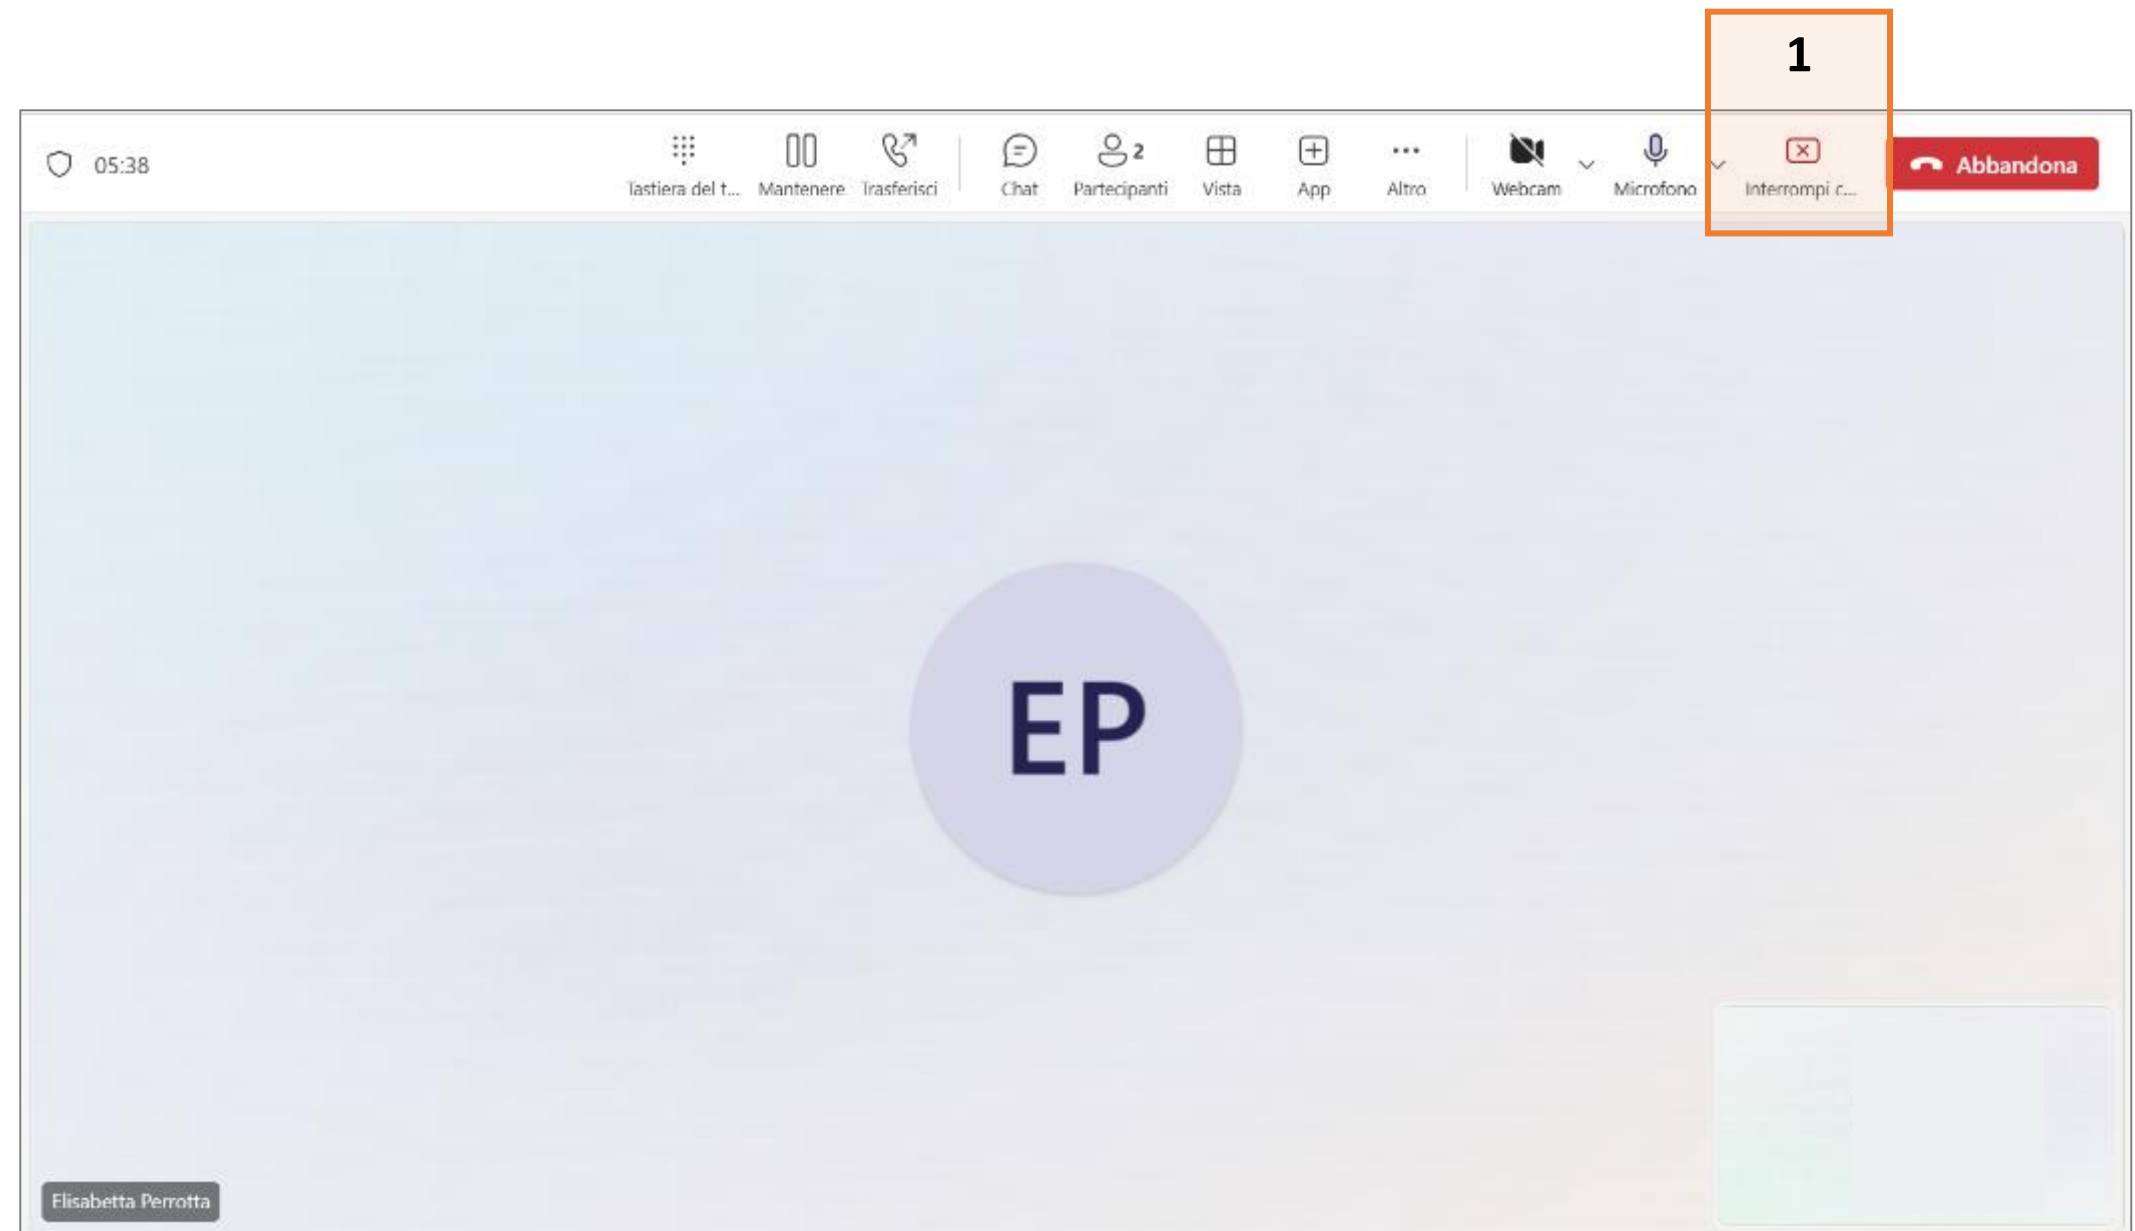 1
05:38
Tastiera del t...
Mantenere
Trasferisci
Chat
2
Partecipanti
Vista
App
Altro
Webcam
Microfono
Interrompi c...
Abbandona
EP
Elisabetta Perrotta